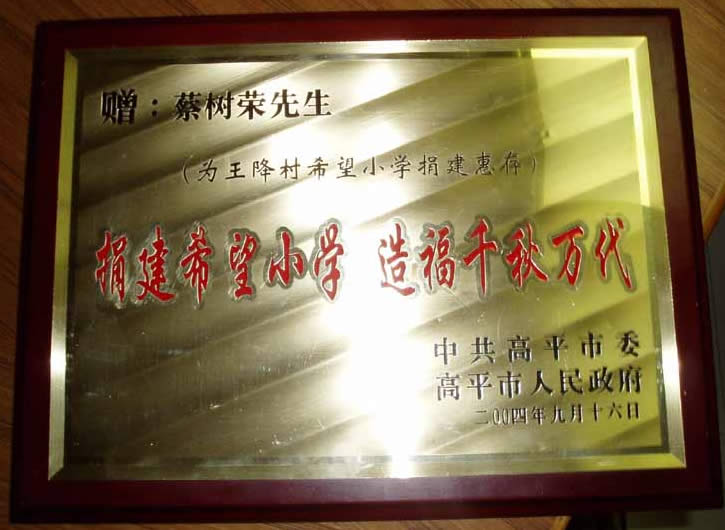 赠：蔡树荣先生
（为王降村希望小学捐建惠存）
捐建希望小学 造福千秋万代
中共高平市委
高平市人民政府
二00四年九月十六日